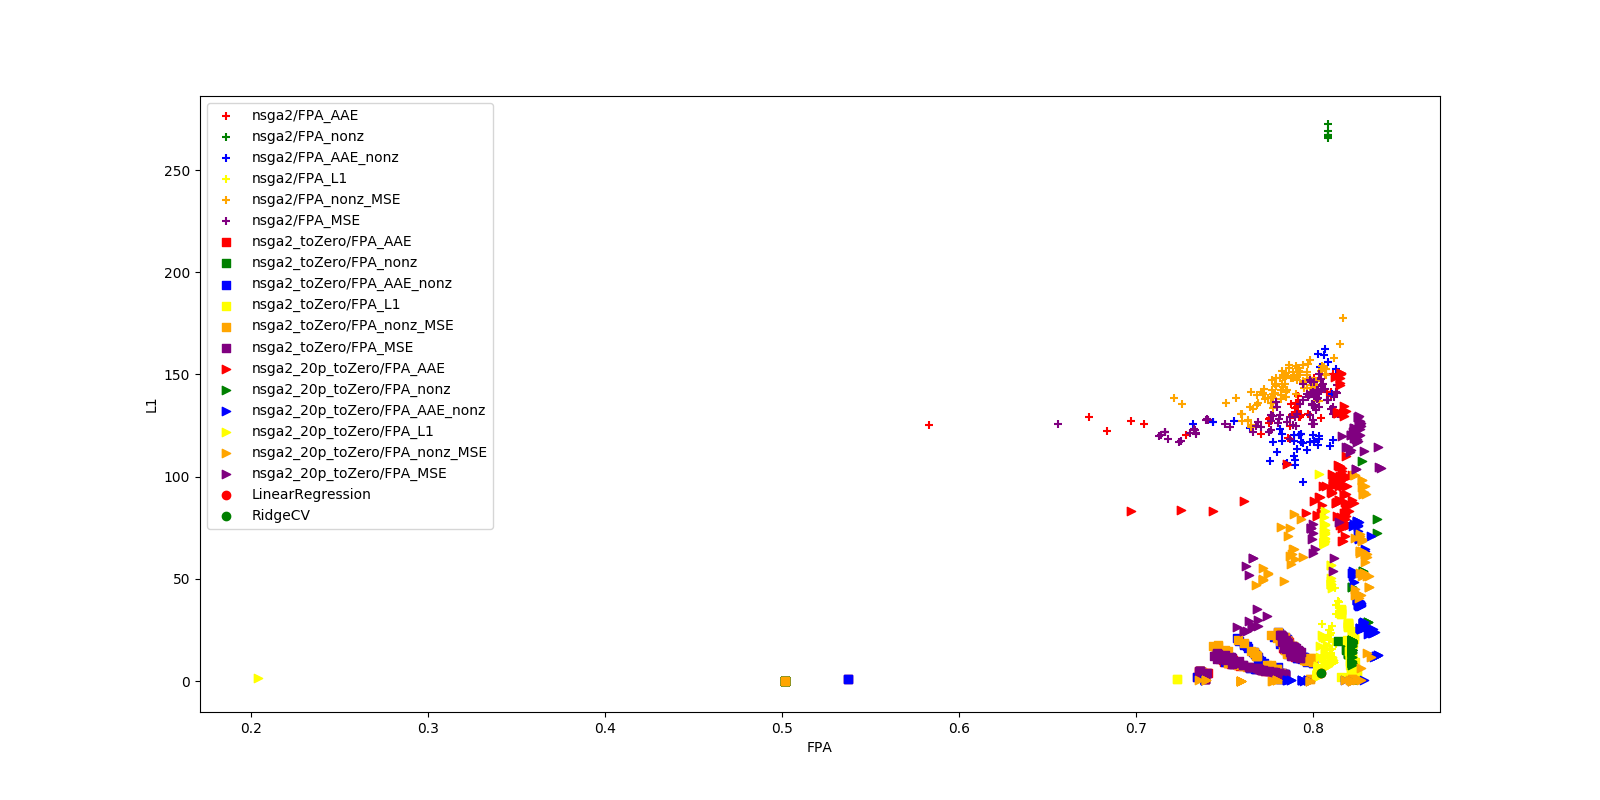 250
200
150
100
50
0
L1
nsga2/FPA_AAE
nsga2/FPA_nonz
nsga2/FPA_AAE_nonz
nsga2/FPA_L1
nsga2/FPA_nonz_MSE
nsga2/FPA_MSE
nsga2_toZero/FPA_AAE
nsga2_toZero/FPA_nonz
nsga2_toZero/FPA_AAE_nonz
nsga2_toZero/FPA_L1
nsga2_toZero/FPA_nonz_MSE
nsga2_toZero/FPA_MSE
nsga2_20p_toZero/FPA_AAE
nsga2_20p_toZero/FPA_nonz
nsga2_20p_toZero/FPA_AAE_nonz
nsga2_20p_toZero/FPA_L1
nsga2_20p_toZero/FPA_nonz_MSE
nsga2_20p_toZero/FPA_MSE
LinearRegression
RidgeCV
0.2 0.3 0.4 0.5 0.6 0.7 0.8
FPA